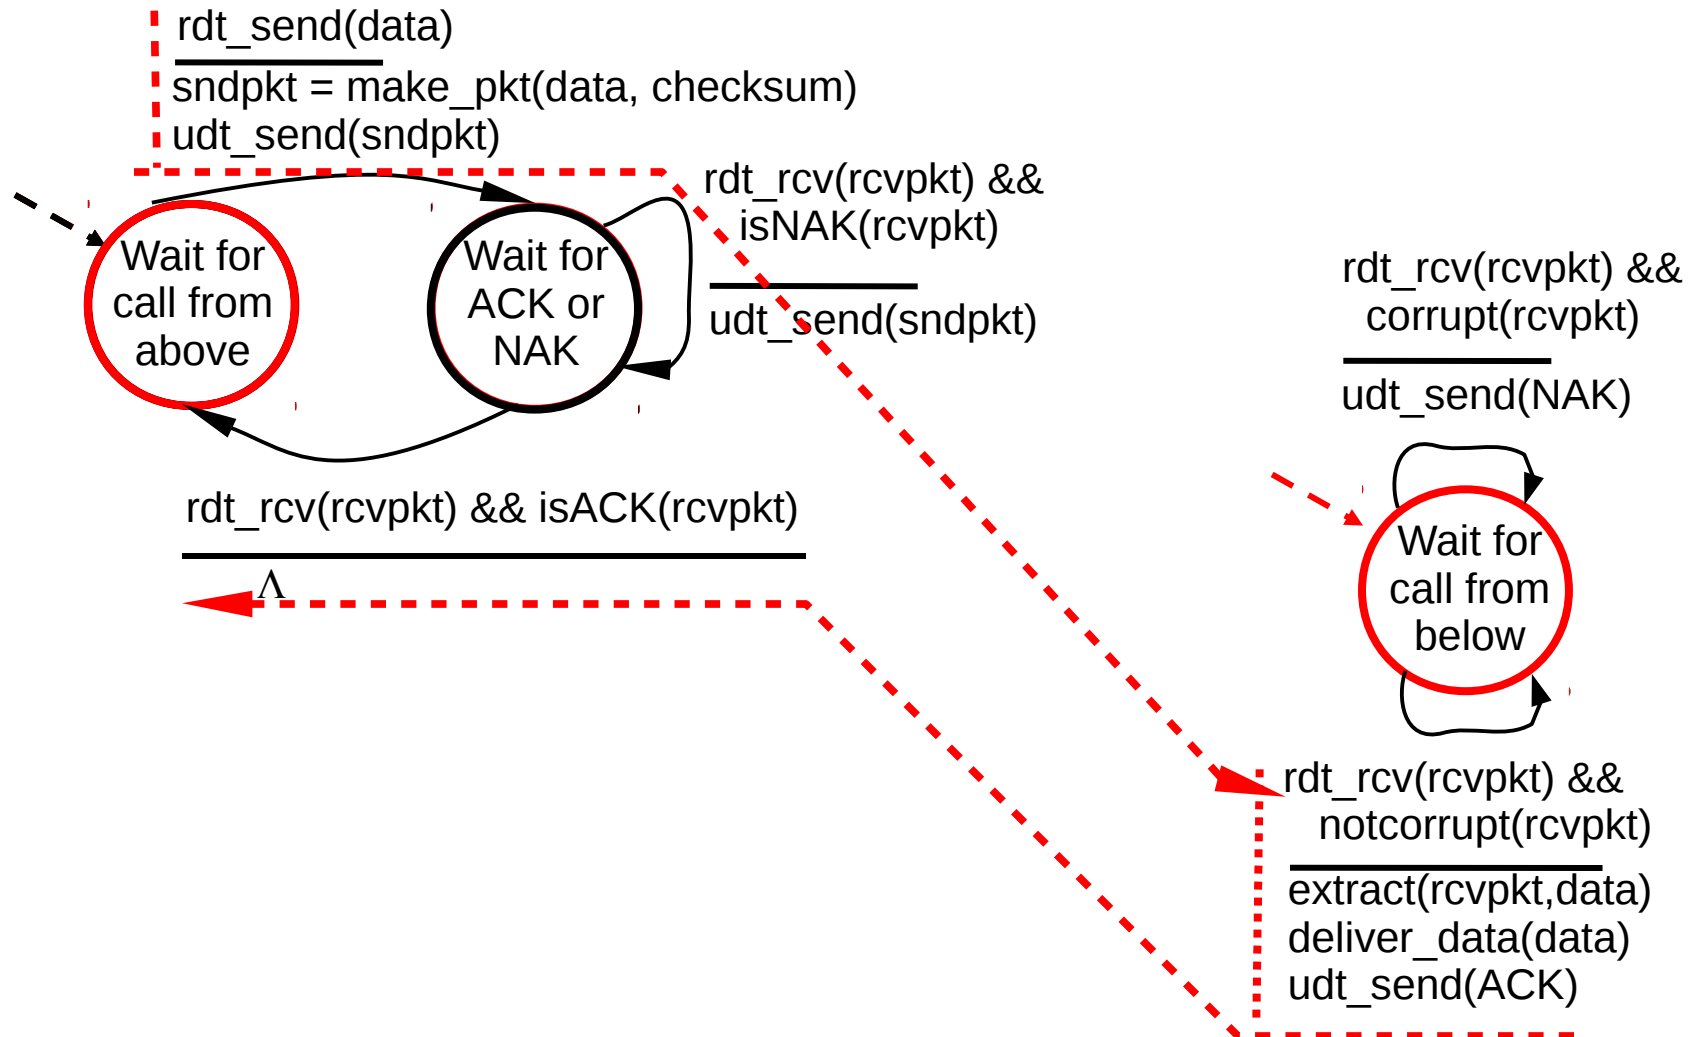 rdt_send(data)
sndpkt = make_pkt(data, checksum)
udt_send(sndpkt)
rdt_rcv(rcvpkt) &&
isNAK(rcvpkt)
udt_send(sndpkt)
Wait for
call from
above
Wait for
ACK or
NAK
rdt_rcv(rcvpkt) && isACK(rcvpkt)
Λ
rdt_rcv(rcvpkt) &&
corrupt(rcvpkt)
udt_send(NAK)
Wait for
call from
below
rdt_rcv(rcvpkt) &&
notcorrupt(rcvpkt)
extract(rcvpkt,data)
deliver_data(data)
udt_send(ACK)